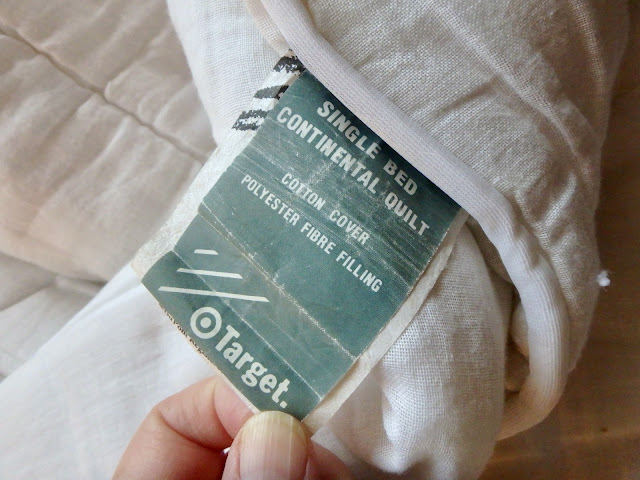 SINGLE BED
CONTINENTAL QUILT
COTTON COVER
POLYESTER FIBRE FILLING
Target.